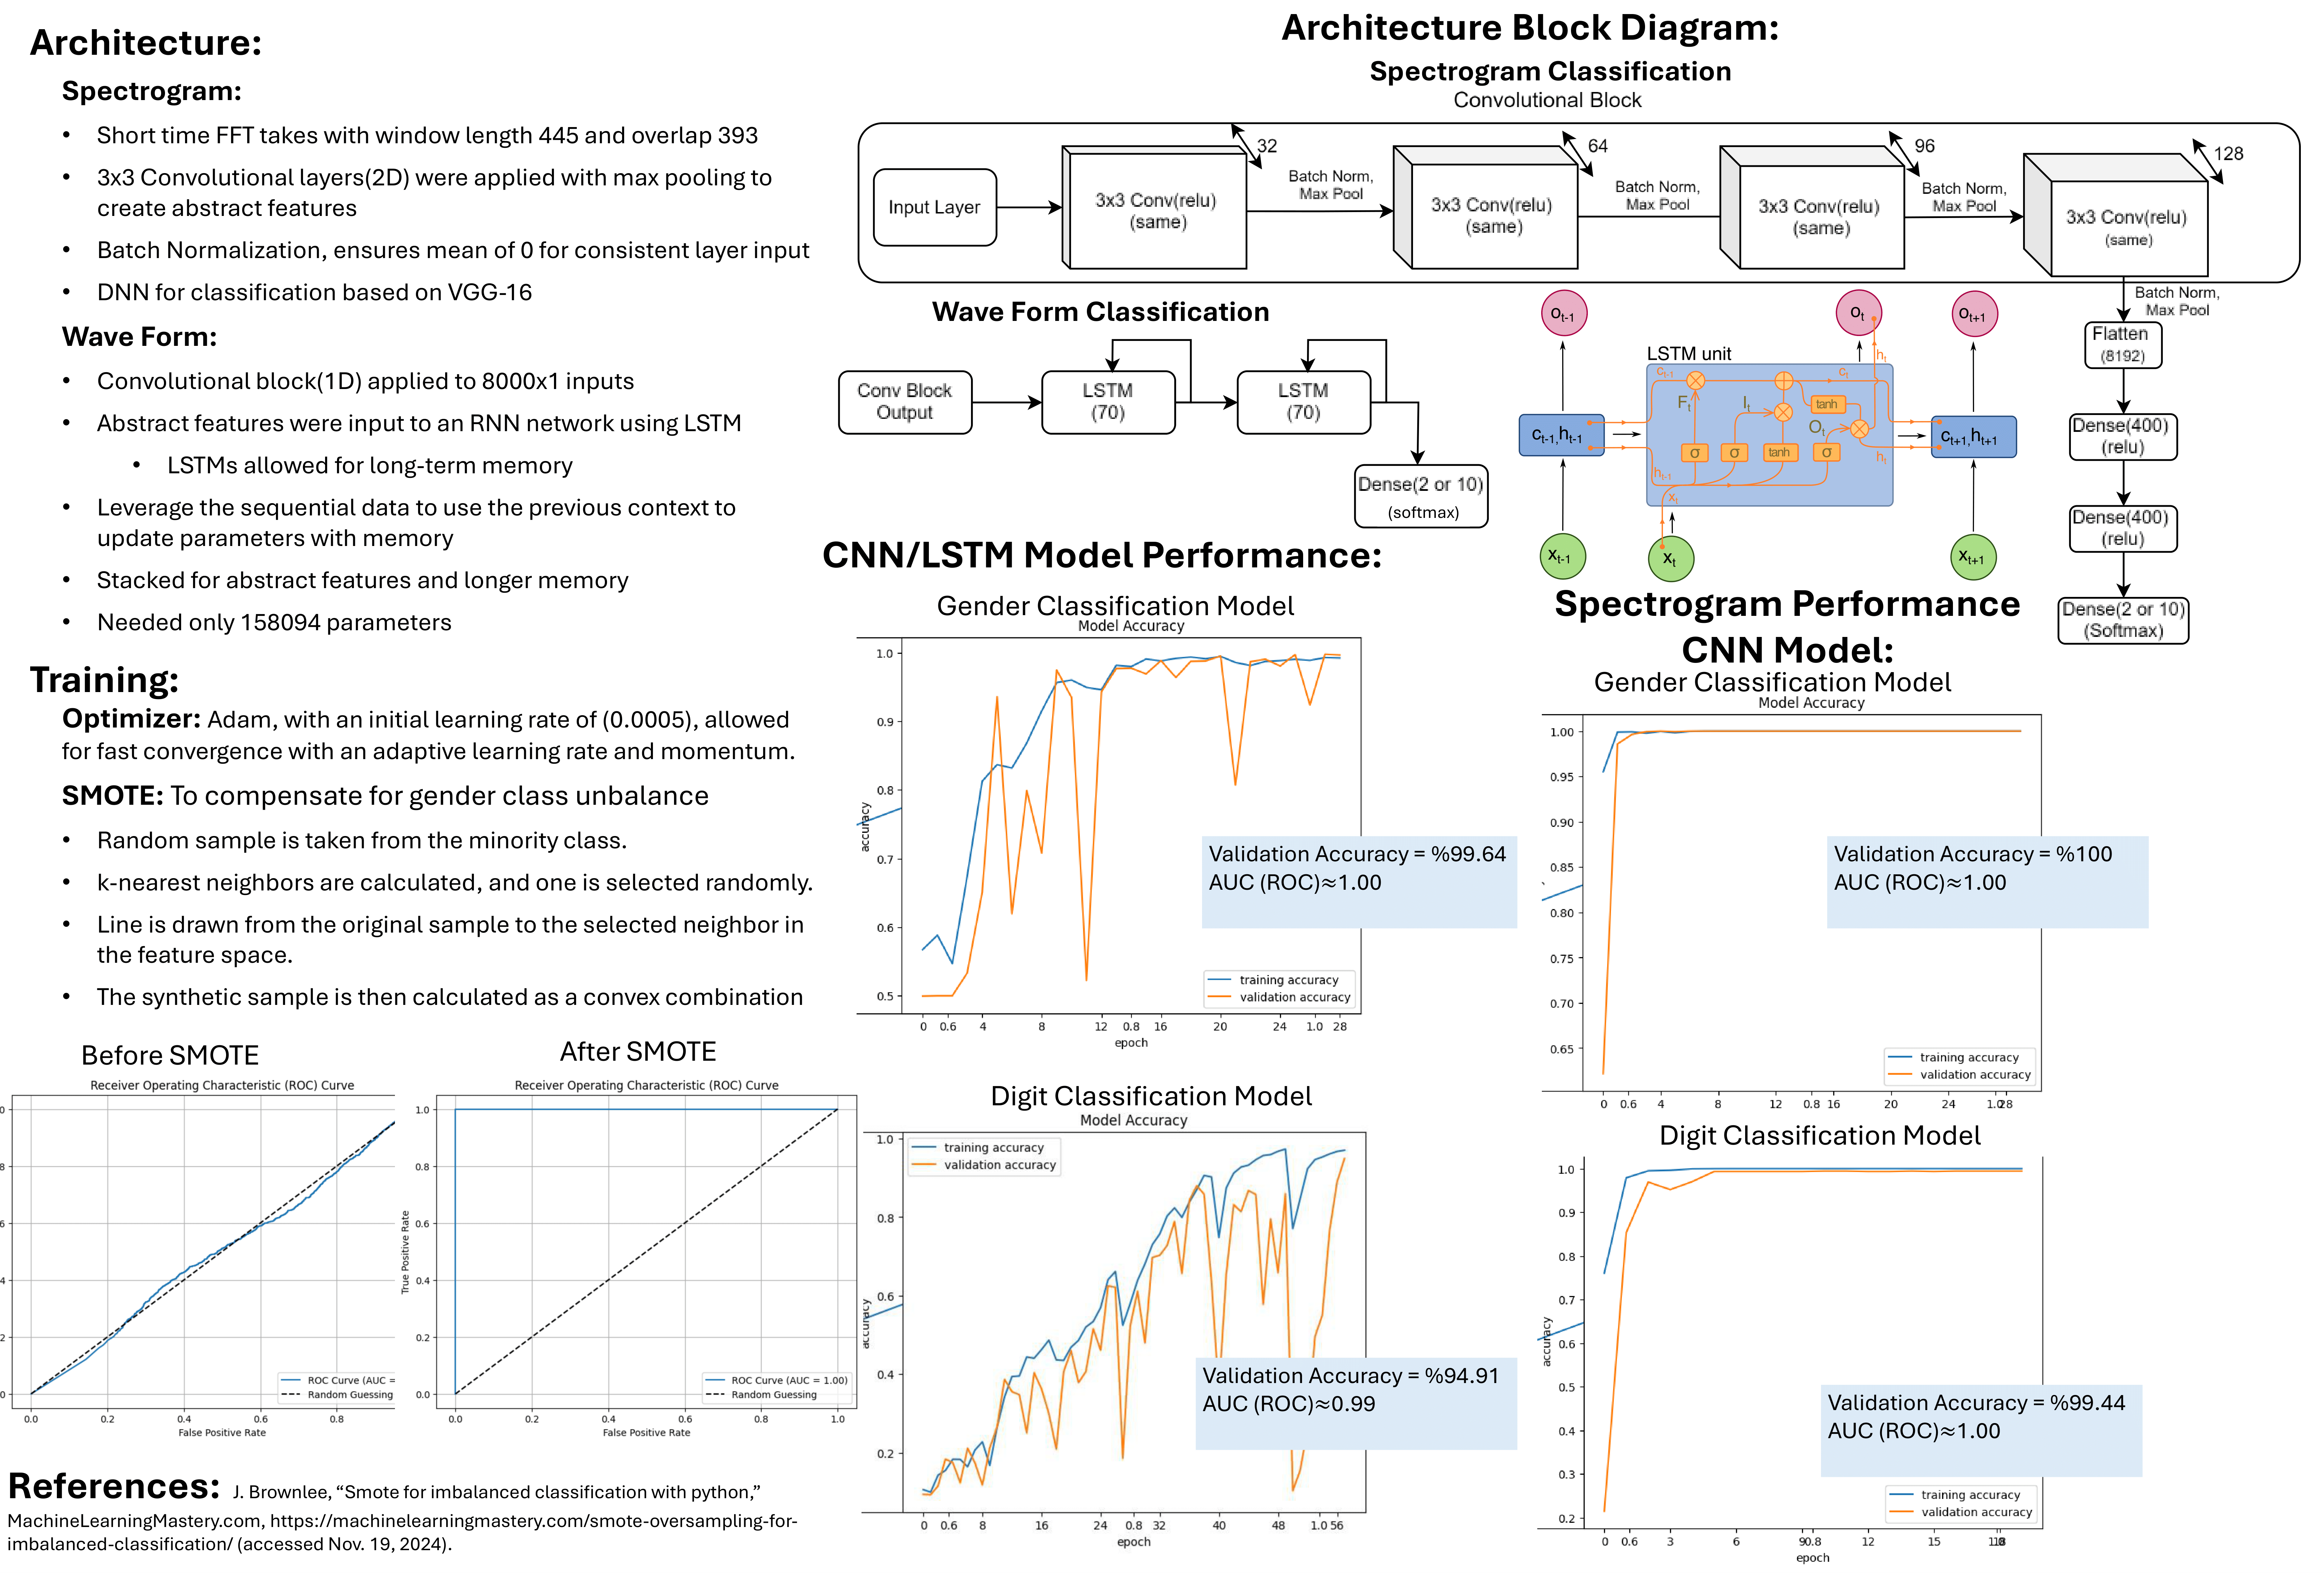 Architecture:
Spectrogram:
• Short time FFT takes with window length 445 and overlap 393
• 3x3 Convolutional layers(2D) were applied with max pooling to
create abstract features
• Batch Normalization, ensures mean of 0 for consistent layer input
• DNN for classification based on VGG-16
Wave Form:
• Convolutional block(1D) applied to 8000x1 inputs
• Abstract features were input to an RNN network using LSTM
• LSTMs allowed for long-term memory
• Leverage the sequential data to use the previous context to
update parameters with memory
• Stacked for abstract features and longer memory
• Needed only 158094 parameters
Training:
Optimizer: Adam, with an initial learning rate of (0.0005), allowed
for fast convergence with an adaptive learning rate and momentum.
SMOTE: To compensate for gender class unbalance
• Random sample is taken from the minority class.
• k-nearest neighbors are calculated, and one is selected randomly.
• Line is drawn from the original sample to the selected neighbor in
the feature space.
• The synthetic sample is then calculated as a convex combination
Before SMOTE
Receiver Operating Characteristic (ROC) Curve
0
8
6
4
2
0
0.0 0.2 0.4 0.6 0.8
False Positive Rate
ROC Curve (AUC =
Random Guessing
After SMOTE
Receiver Operating Characteristic (ROC) Curve
True Positive Rate
1.0
0.8
0.6
0.4
0.2
0.0
0.0 0.2 0.4 0.6 0.8 1.0
False Positive Rate
ROC Curve (AUC = 1.00)
Random Guessing
References: J. Brownlee, “Smote for imbalanced classification with python,”
MachineLearningMastery.com, https://machinelearningmastery.com/smote-oversampling-for-
imbalanced-classification/ (accessed Nov. 19, 2024).
Architecture Block Diagram:
Spectrogram Classification
Convolutional Block
Input Layer
32
3x3 Conv(relu)
(same)
Batch Norm,
Max Pool
64
3x3 Conv(relu)
(same)
Batch Norm,
Max Pool
96
3x3 Conv(relu)
(same)
Batch Norm,
Max Pool
128
3x3 Conv(relu)
(same)
Batch Norm,
Max Pool
Flatten
(8192)
Dense(400)
(relu)
Dense(400)
(relu)
Dense(2 or 10)
(Softmax)
Wave Form Classification
Conv Block
Output
LSTM
(70)
LSTM
(70)
Dense(2 or 10)
(softmax)
Ot-1
Ot
Ot+1
LSTM unit
ht
ct-1
ct
Ft
It
tanh
Ot
ct-1,ht-1
ct+1,ht+1
σ σ tanh σ
ht
ht-1
xt
xt-1
xt
xt+1
CNN/LSTM Model Performance:
Gender Classification Model
Model Accuracy
accuracy
1.0
0.9
0.8
0.7
0.6
0.5
Validation Accuracy = %99.64
AUC (ROC)≈1.00
training accuracy
validation accuracy
0 0.6 4 8 12 0.8 16 20 24 1.0 28
epoch
Digit Classification Model
Model Accuracy
training accuracy
validation accuracy
accuracy
1.0
0.8
0.6
0.4
0.2
Validation Accuracy = %94.91
AUC (ROC)≈0.99
0 0.6 8 16 24 0.8 32 40 48 1.0 56
epoch
Spectrogram Performance
CNN Model:
Gender Classification Model
Model Accuracy
1.00
0.95
0.90
0.85
0.80
0.75
0.70
0.65
Validation Accuracy = %100
AUC (ROC)≈1.00
training accuracy
validation accuracy
0 0.6 4 8 12 0.8 16 20 24 1.0 28
Digit Classification Model
accuracy
1.0
0.9
0.8
0.7
0.6
0.5
0.4
0.3
0.2
Validation Accuracy = %99.44
AUC (ROC)≈1.00
training accuracy
validation accuracy
0 0.6 3 6 9 0.8 12 15
epoch